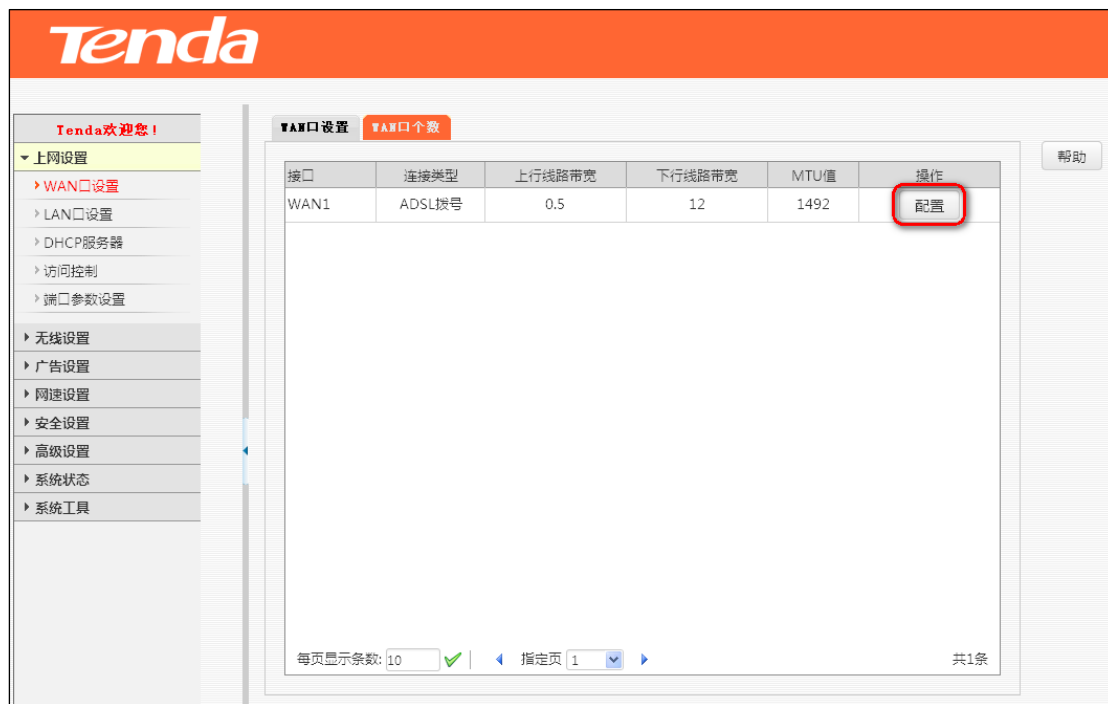 Tenda
Tenda欢迎您！
上网设置
WAN口设置
LAN口设置
DHCP服务器
访问控制
端口参数设置
无线设置
广告设置
网速设置
安全设置
高级设置
系统状态
系统工具
WAN口设置 WAN口个数
帮助
接口 连接类型 上行线路带宽 下行线路带宽 MTU值 操作
WAN1 ADSL拨号 0.5 12 1492 配置
每页显示条数: 10 指定页 1 共1条